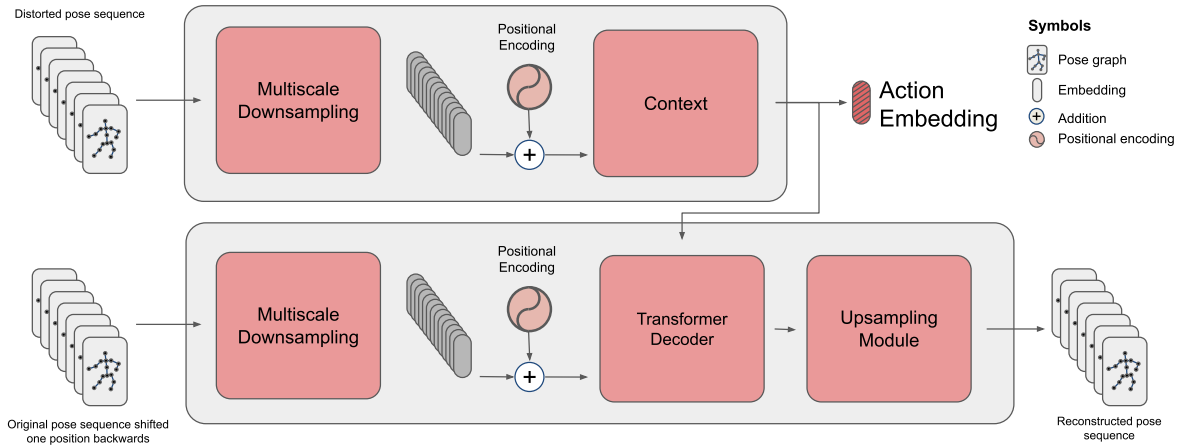 Distorted pose sequence
Multiscale
Downsampling
Positional
Encoding
+
Context
Action
Embedding
Symbols
Pose graph
Embedding
+
Addition
Positional encoding
Multiscale
Downsampling
Positional
Encoding
+
Transformer
Decoder
Upsampling
Module
Original pose sequence shifted
one position backwards
Reconstructed pose
sequence